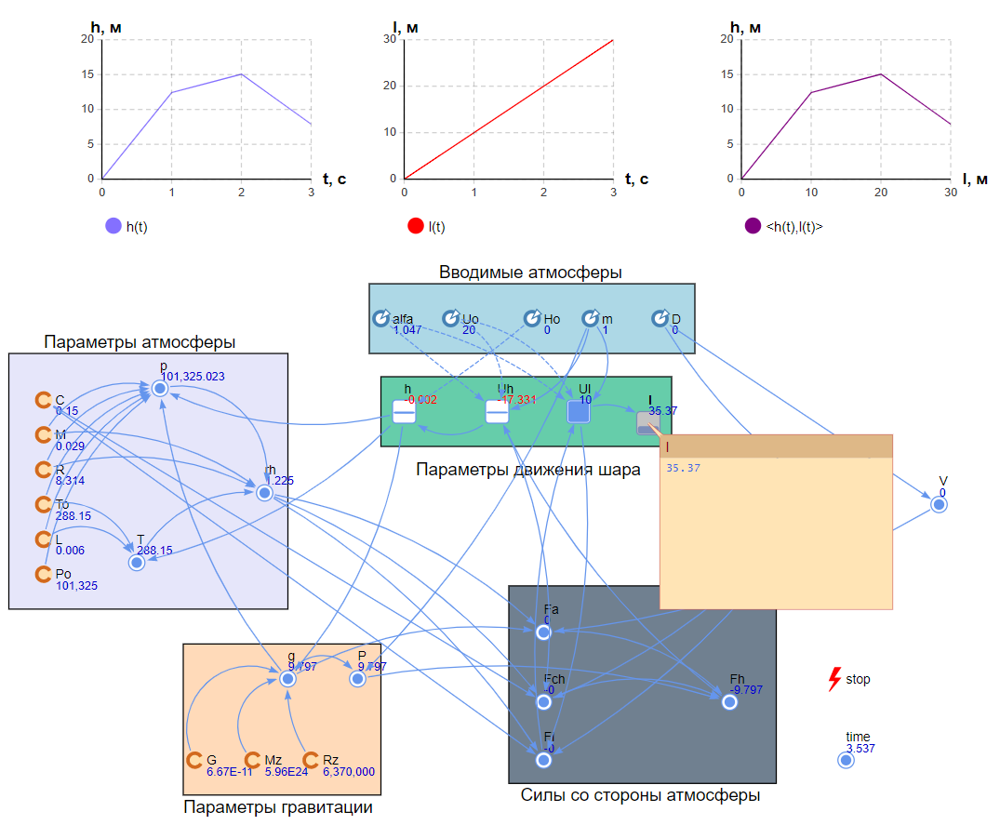 h, м
20
15
10
5
0
0
1
2
3
t, с
h(t)
l, м
30
20
10
0
0
1
2
3
t, с
l(t)
h, м
20
15
10
5
0
0
10
20
30
l, м
<h(t),l(t)>
Вводимые атмосферы
alfa
1.047
Uo
20
Ho
0
m
1
D
0
Параметры атмосферы
p
101,325.023
C
0.15
M
0.029
R
8.314
To
288.15
L
0.006
Po
101,325
T
288.15
rh
1.225
h
-0.002
Uh
-17.331
Ul
10
l
35.37
Параметры движения шара
l
35.37
V
0
Fa
0
Fch
-0
Fl
-0
Fh
-9.797
Силы со стороны атмосферы
g
9.797
P
9.797
G
6.67E-11
Mz
5.96E24
Rz
6,370,000
Параметры гравитации
stop
time
3.537